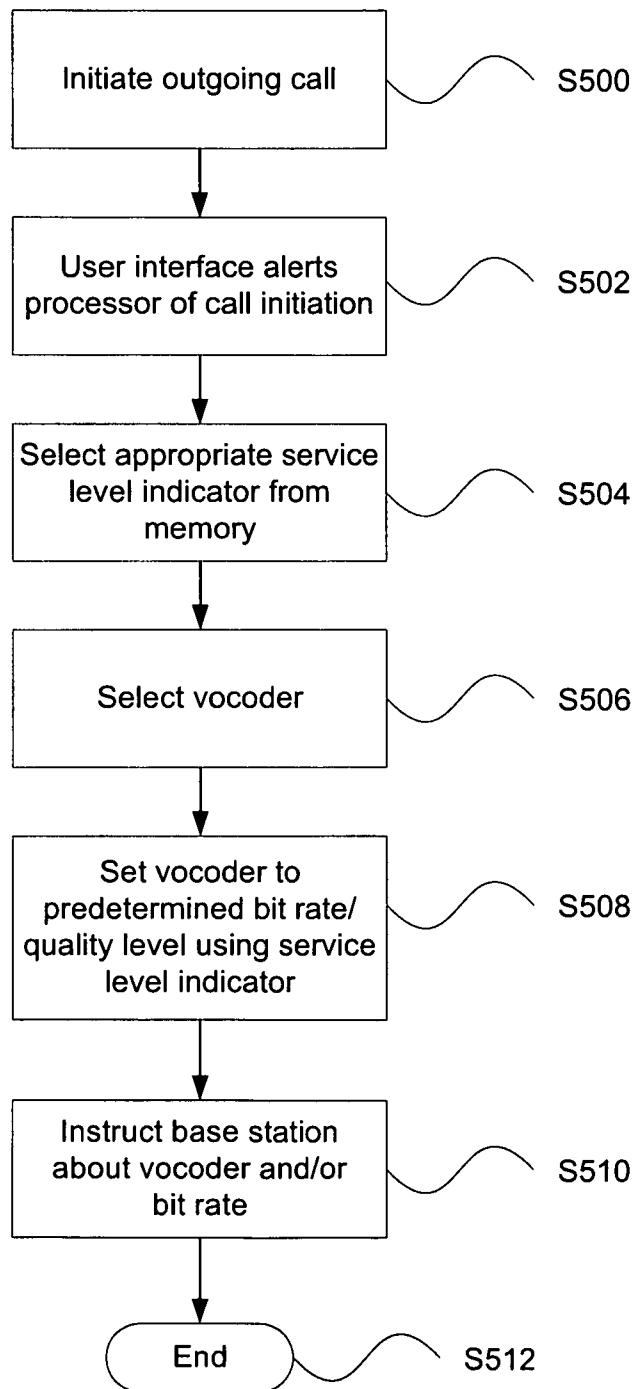 Initiate outgoing call
S500
User interface alerts
processor of call initiation
S502
Select appropriate service
level indicator from
memory
S504
Select vocoder
S506
Set vocoder to
predetermined bit rate/
quality level using service
level indicator
S508
Instruct base station
about vocoder and/or
bit rate
S510
End
S512